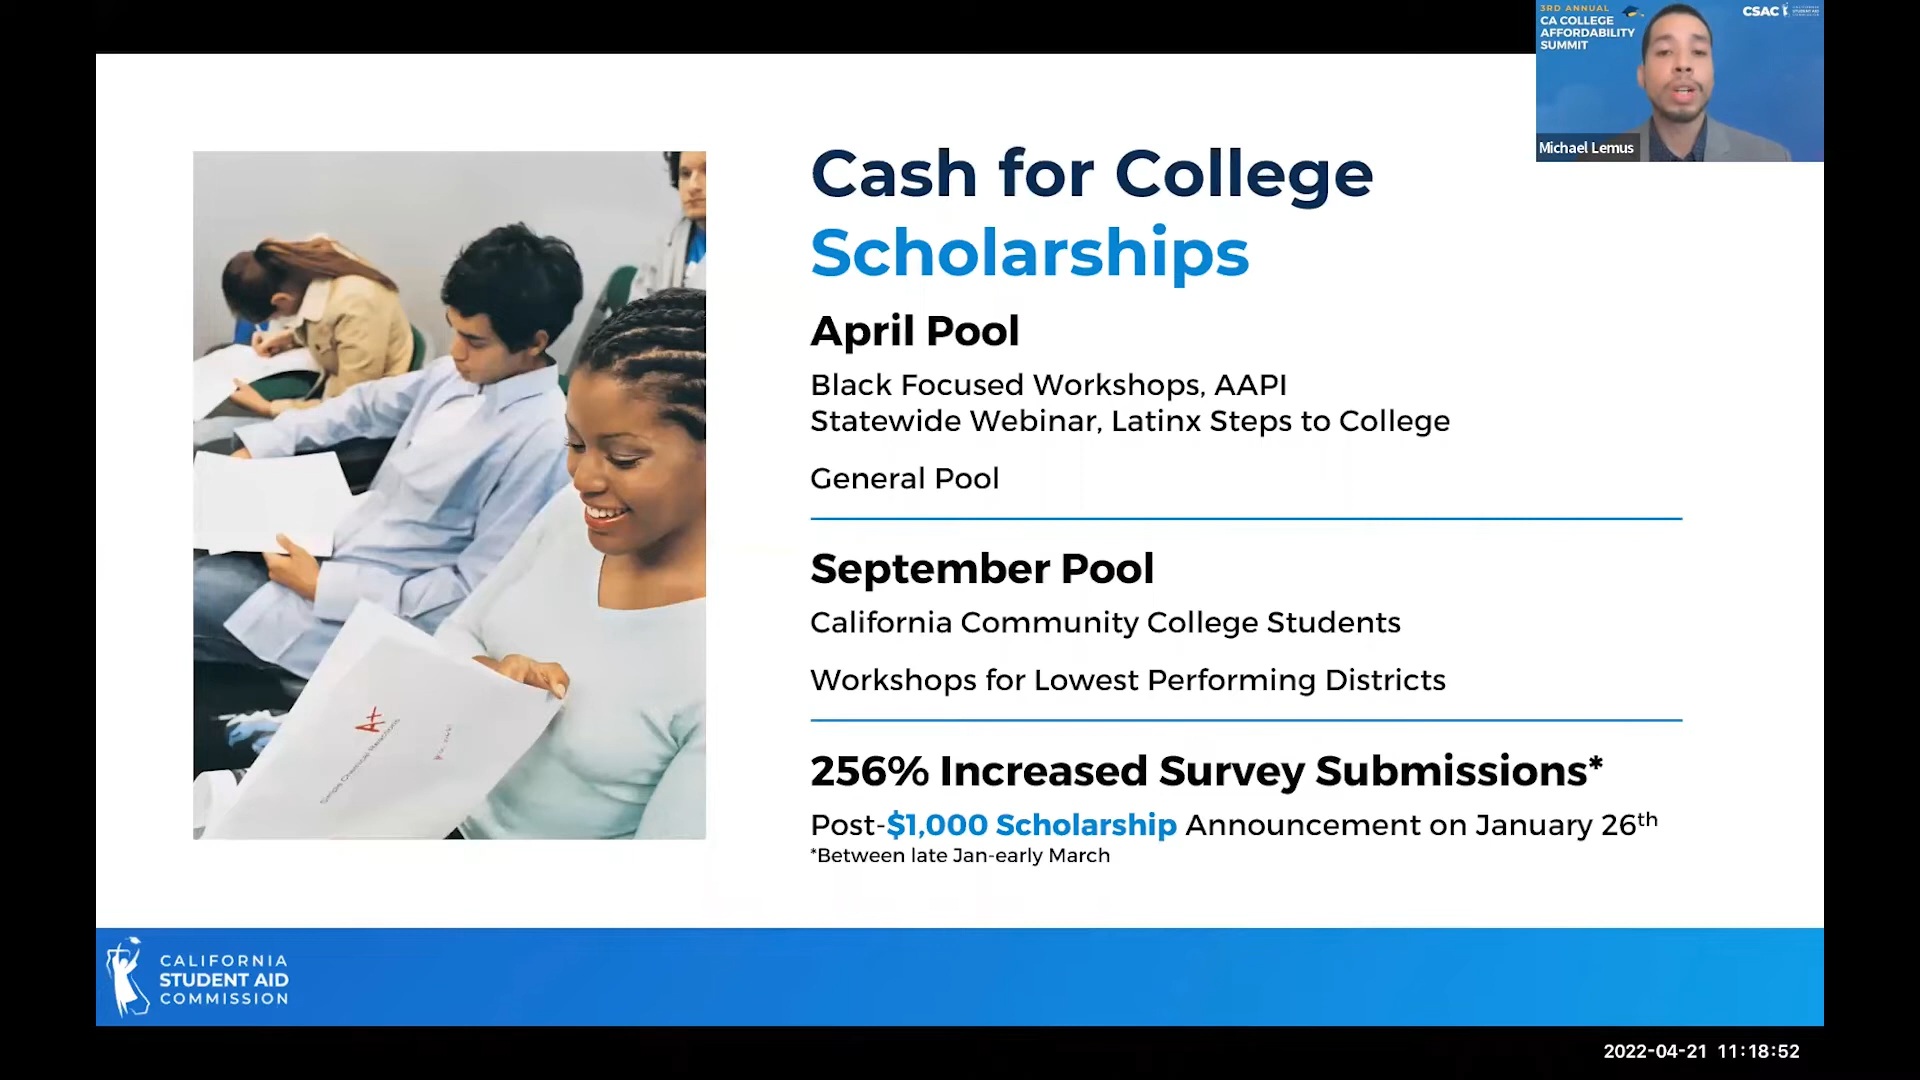 3RD ANNUAL
CA COLLEGE
AFFORDABILITY
SUMMIT
CSAC
Michael Lemus
Cash for College
Scholarships
April Pool
Black Focused Workshops, AAPI
Statewide Webinar, Latinx Steps to College
General Pool
September Pool
California Community College Students
Workshops for Lowest Performing Districts
256% Increased Survey Submissions*
Post-$1,000 Scholarship Announcement on January 26th
*Between late Jan-early March
A+
CALIFORNIA
STUDENT AID
COMMISSION
2022-04-21 11:18:52